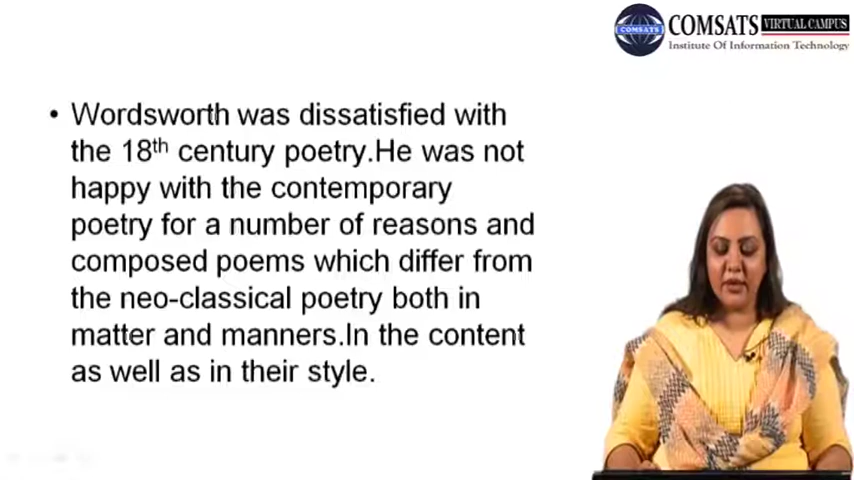 COMSATS
COMSATS VIRTUAL CAMPUS
Institute Of Information Technology
• Wordsworth was dissatisfied with
the 18th century poetry.He was not
happy with the contemporary
poetry for a number of reasons and
composed poems which differ from
the neo-classical poetry both in
matter and manners.In the content
as well as in their style.